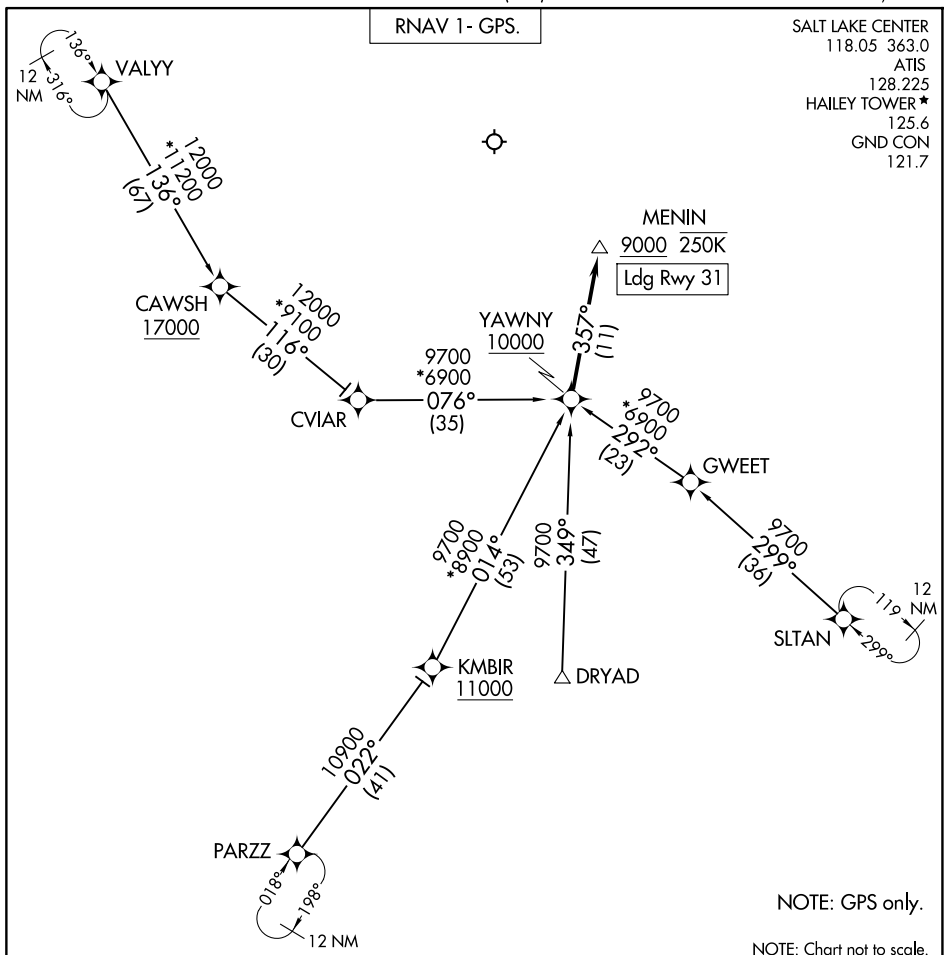 RNAV 1- GPS.
SALT LAKE CENTER
118.05 363.0
ATIS
128.225
HAILEY TOWER★
125.6
GND CON
121.7
136°
316°
12
NM
VALYY
12000
*11200
136°
(67)
MENIN
9000 250K
Ldg Rwy 31
CAWSH
17000
12000
*9100
116°
(30)
YAWNY
10000
357°
(11)
CVIAR
9700
*6900
076°
(35)
9700
*6900
292°
(23)
GWEET
9700
*8900
014°
(53)
9700
349°
(47)
9700
299°
(36)
119
299°
12
NM
SLTAN
KMBIR
11000
DRYAD
10900
022°
(41)
PARZZ
018°
198°
12 NM
NOTE: GPS only.
NOTE: Chart not to scale.